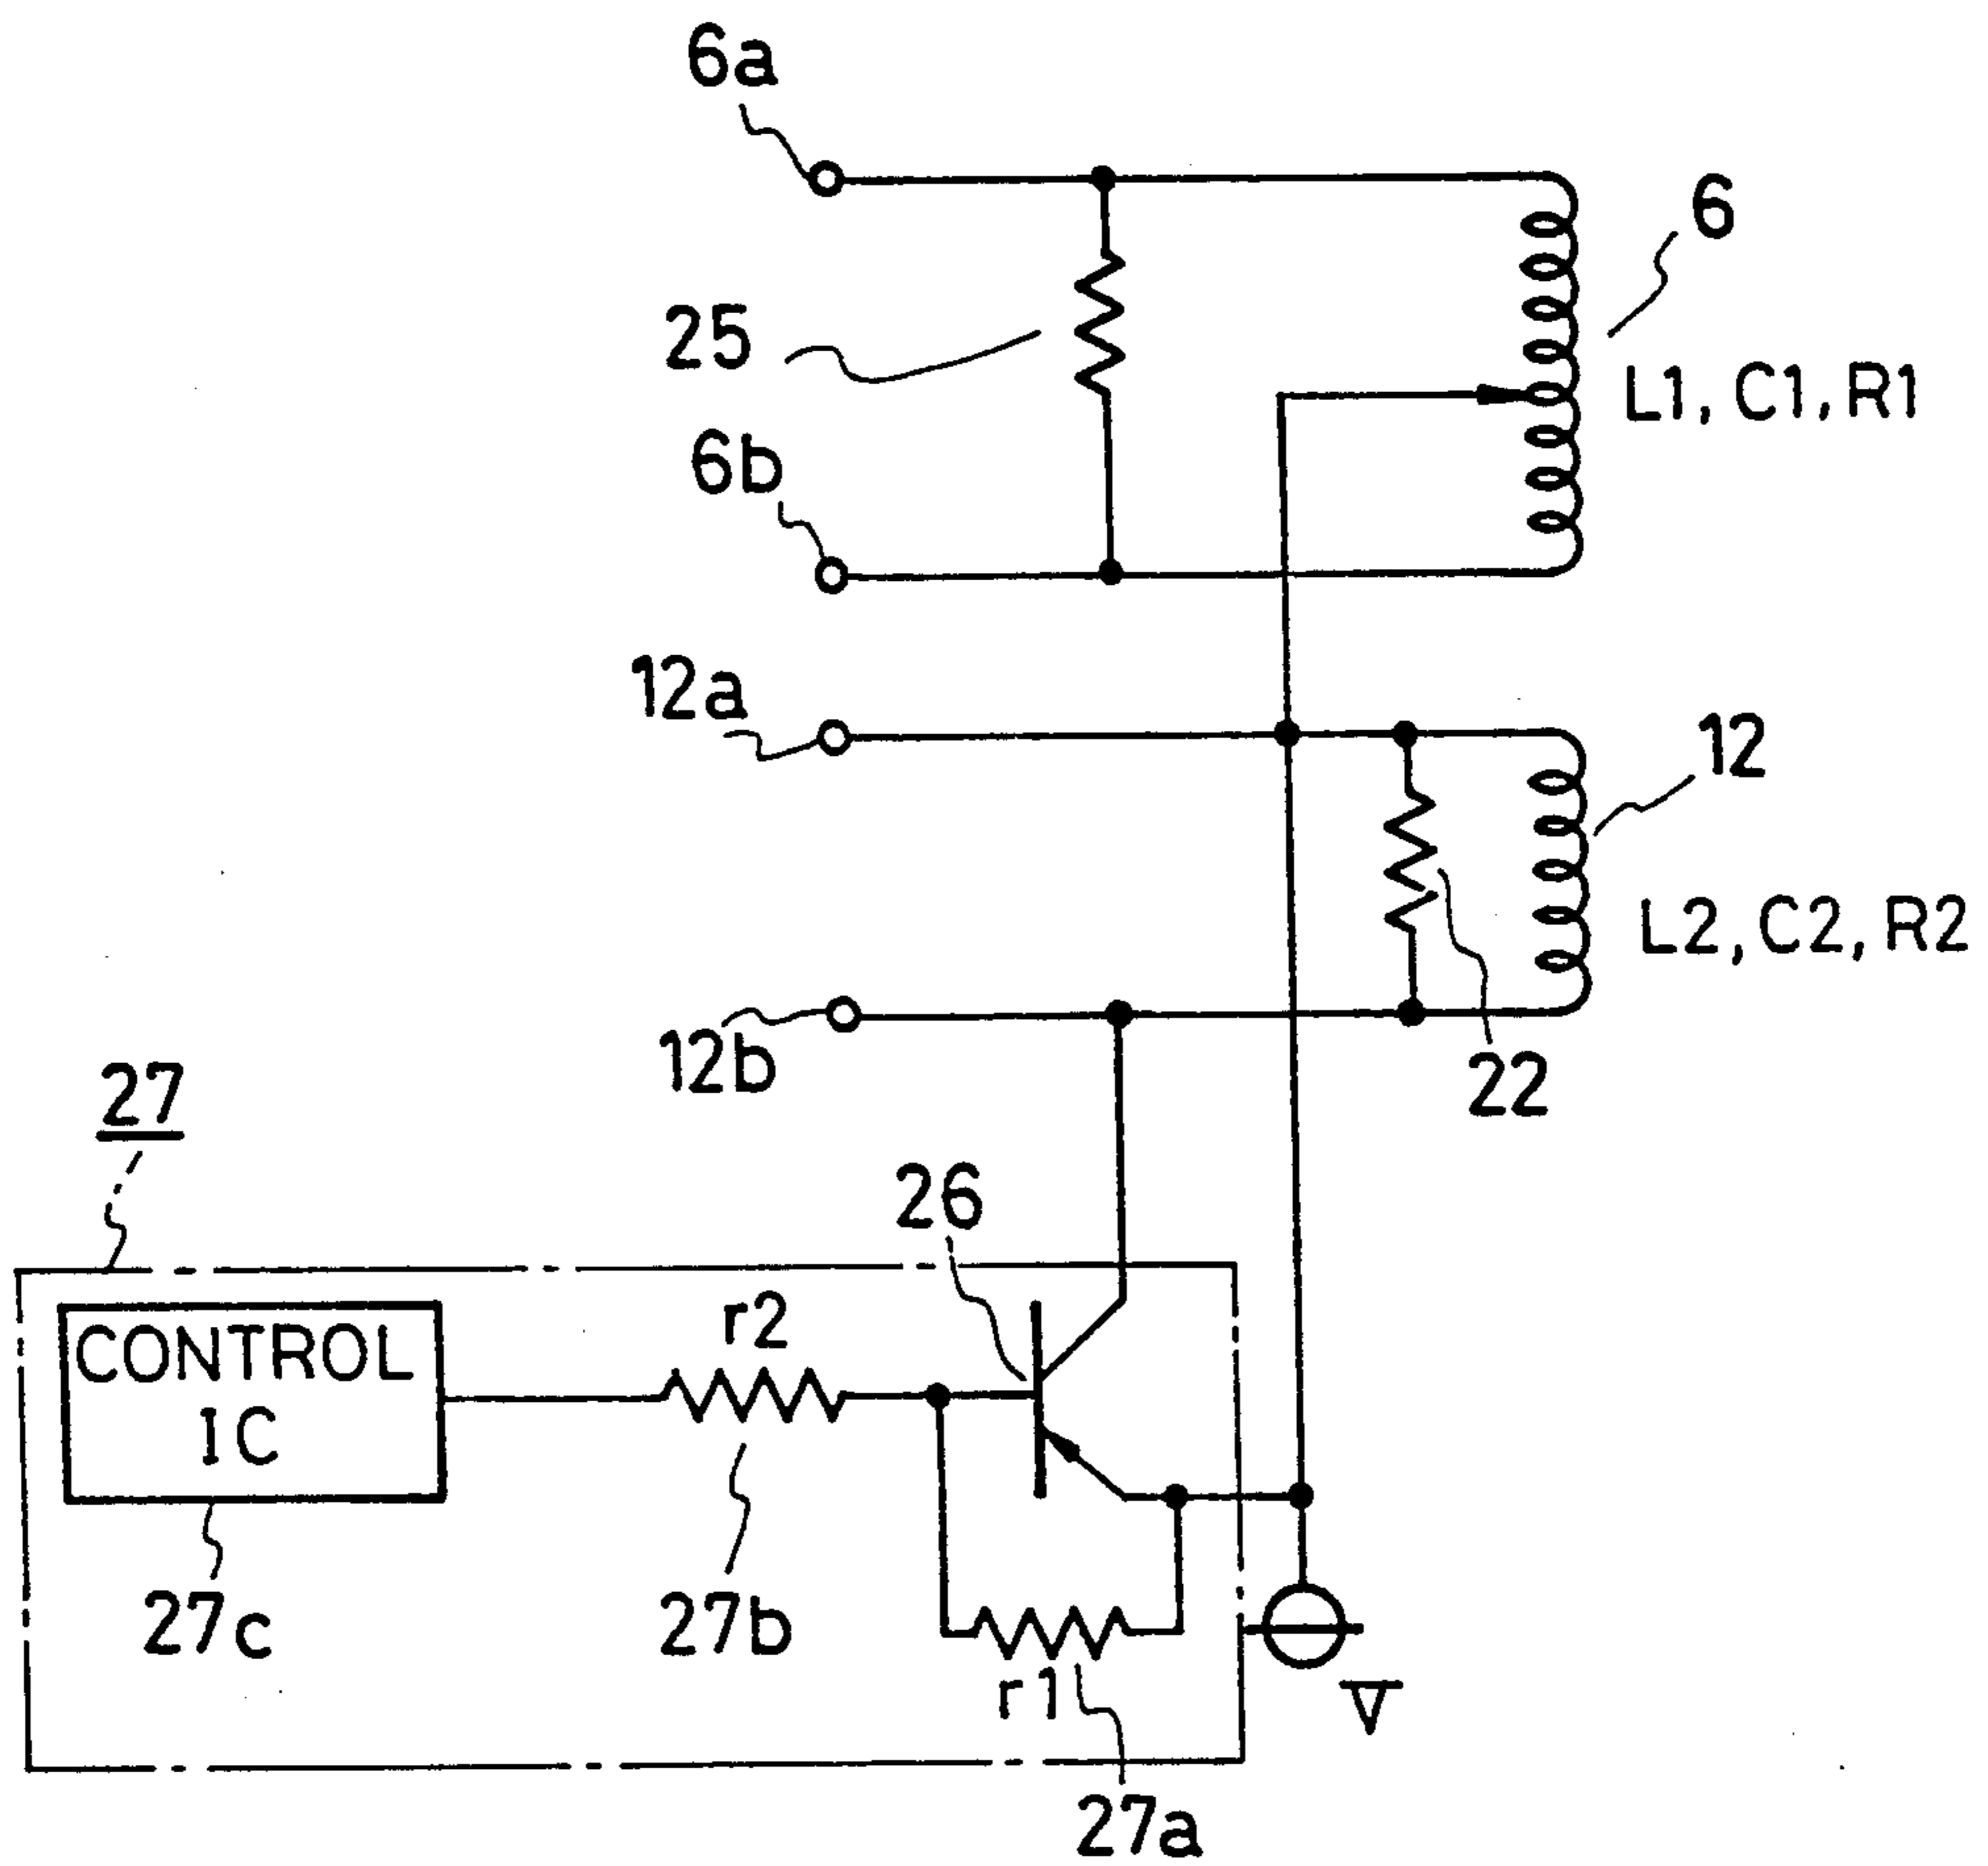 6a
6
25
L1, C1, R1
6b
12a
12
L2, C2, R2
12b
22
27
26
r2
CONTROL
IC
27c
27b
r1
V
27a